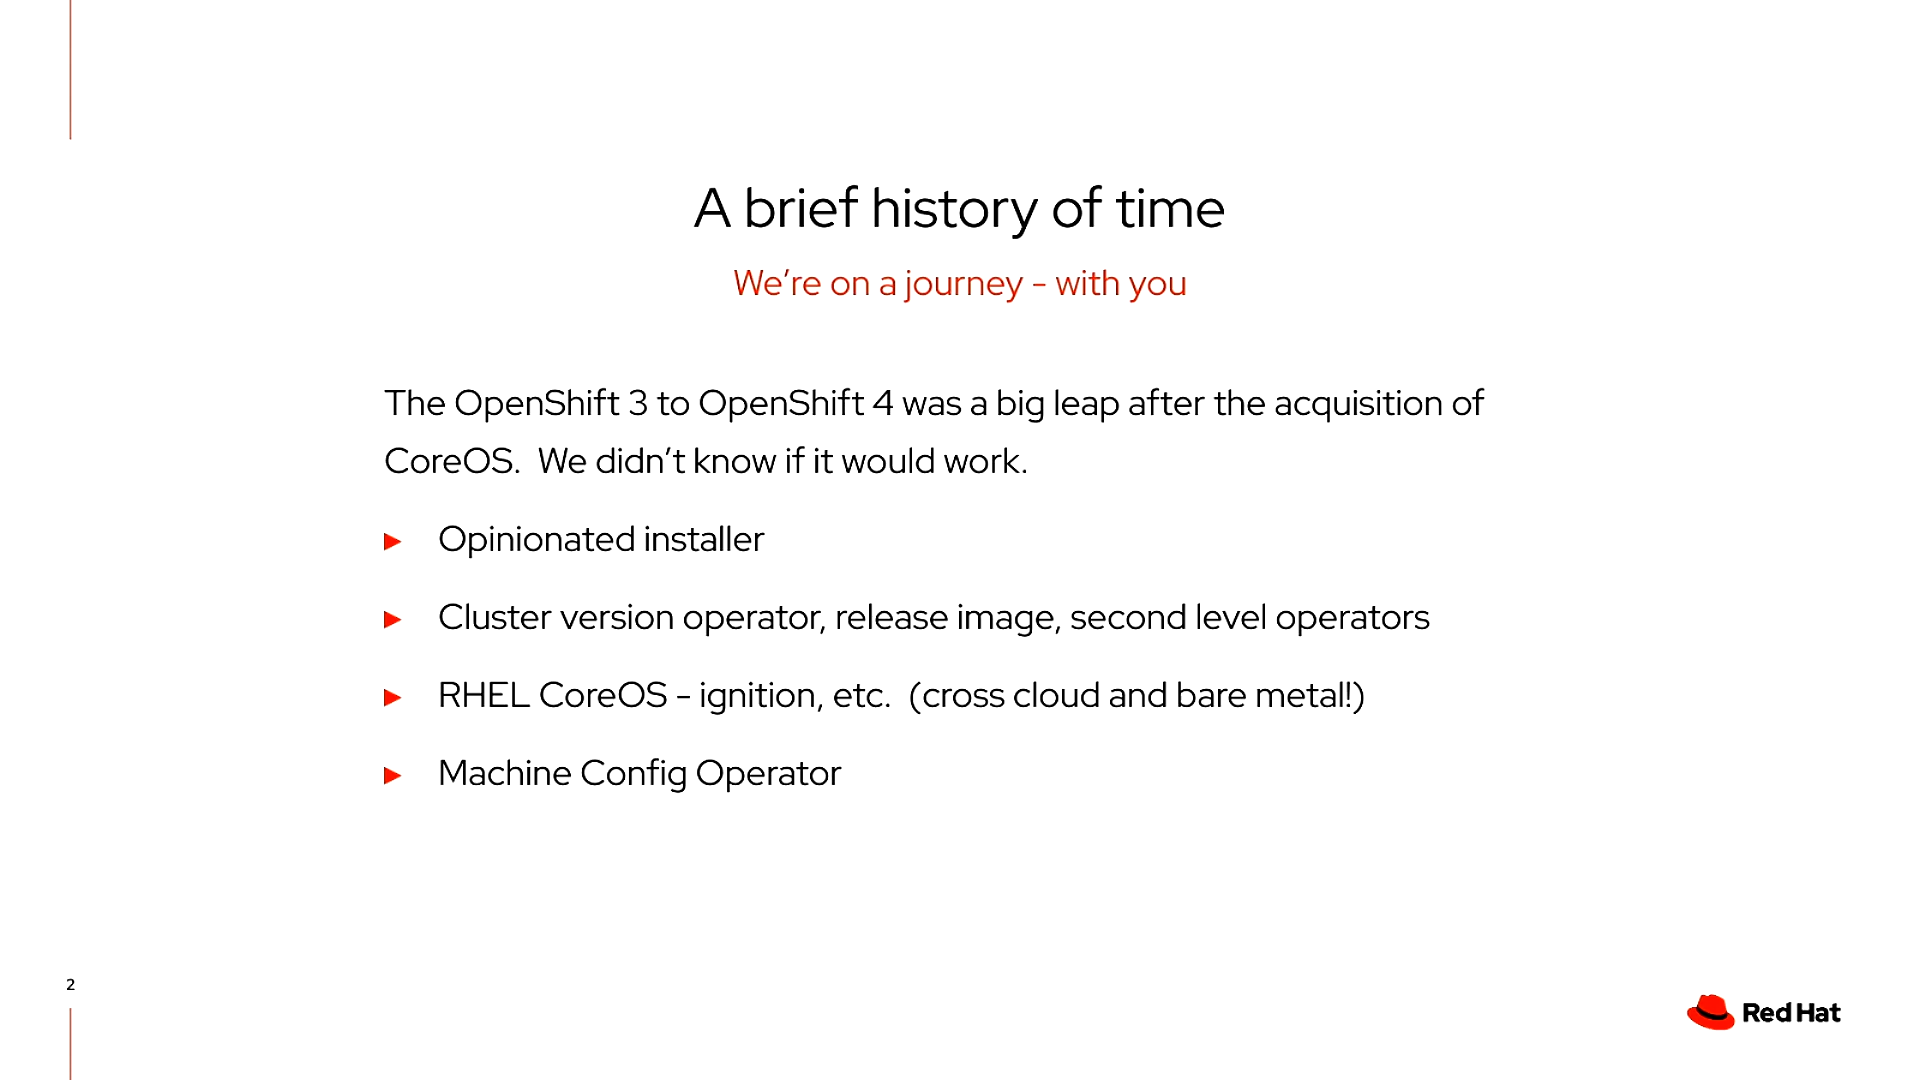 A brief history of time
We’re on a journey - with you
The OpenShift 3 to OpenShift 4 was a big leap after the acquisition of
CoreOS.  We didn’t know if it would work.
► Opinionated installer
► Cluster version operator, release image, second level operators
► RHEL CoreOS - ignition, etc.  (cross cloud and bare metal!)
► Machine Config Operator
2
Red Hat